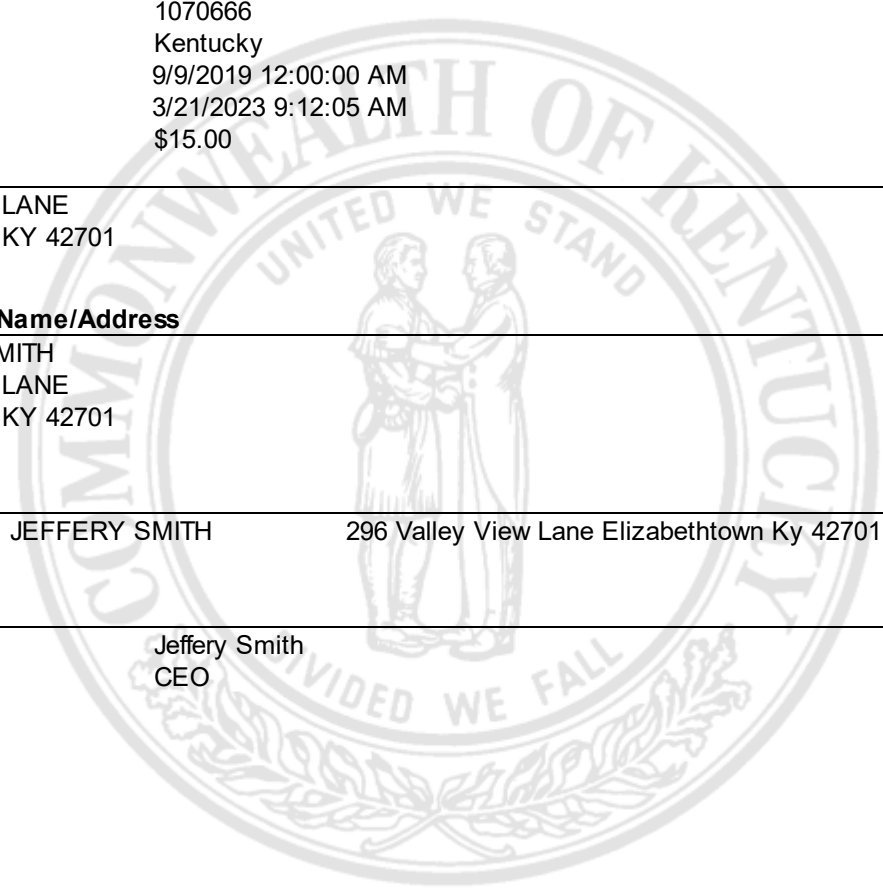 1070666
Kentucky
9/9/2019 12:00:00 AM
3/21/2023 9:12:05 AM
$15.00
LANE
KY 42701
Name/Address
MITH
LANE
KY 42701
JEFFERY SMITH 296 Valley View Lane Elizabethtown Ky 42701
Jeffery Smith
CEO
COMMONWEALTH OF KENTUCKY
UNITED WE STAND
DIVIDED WE FALL